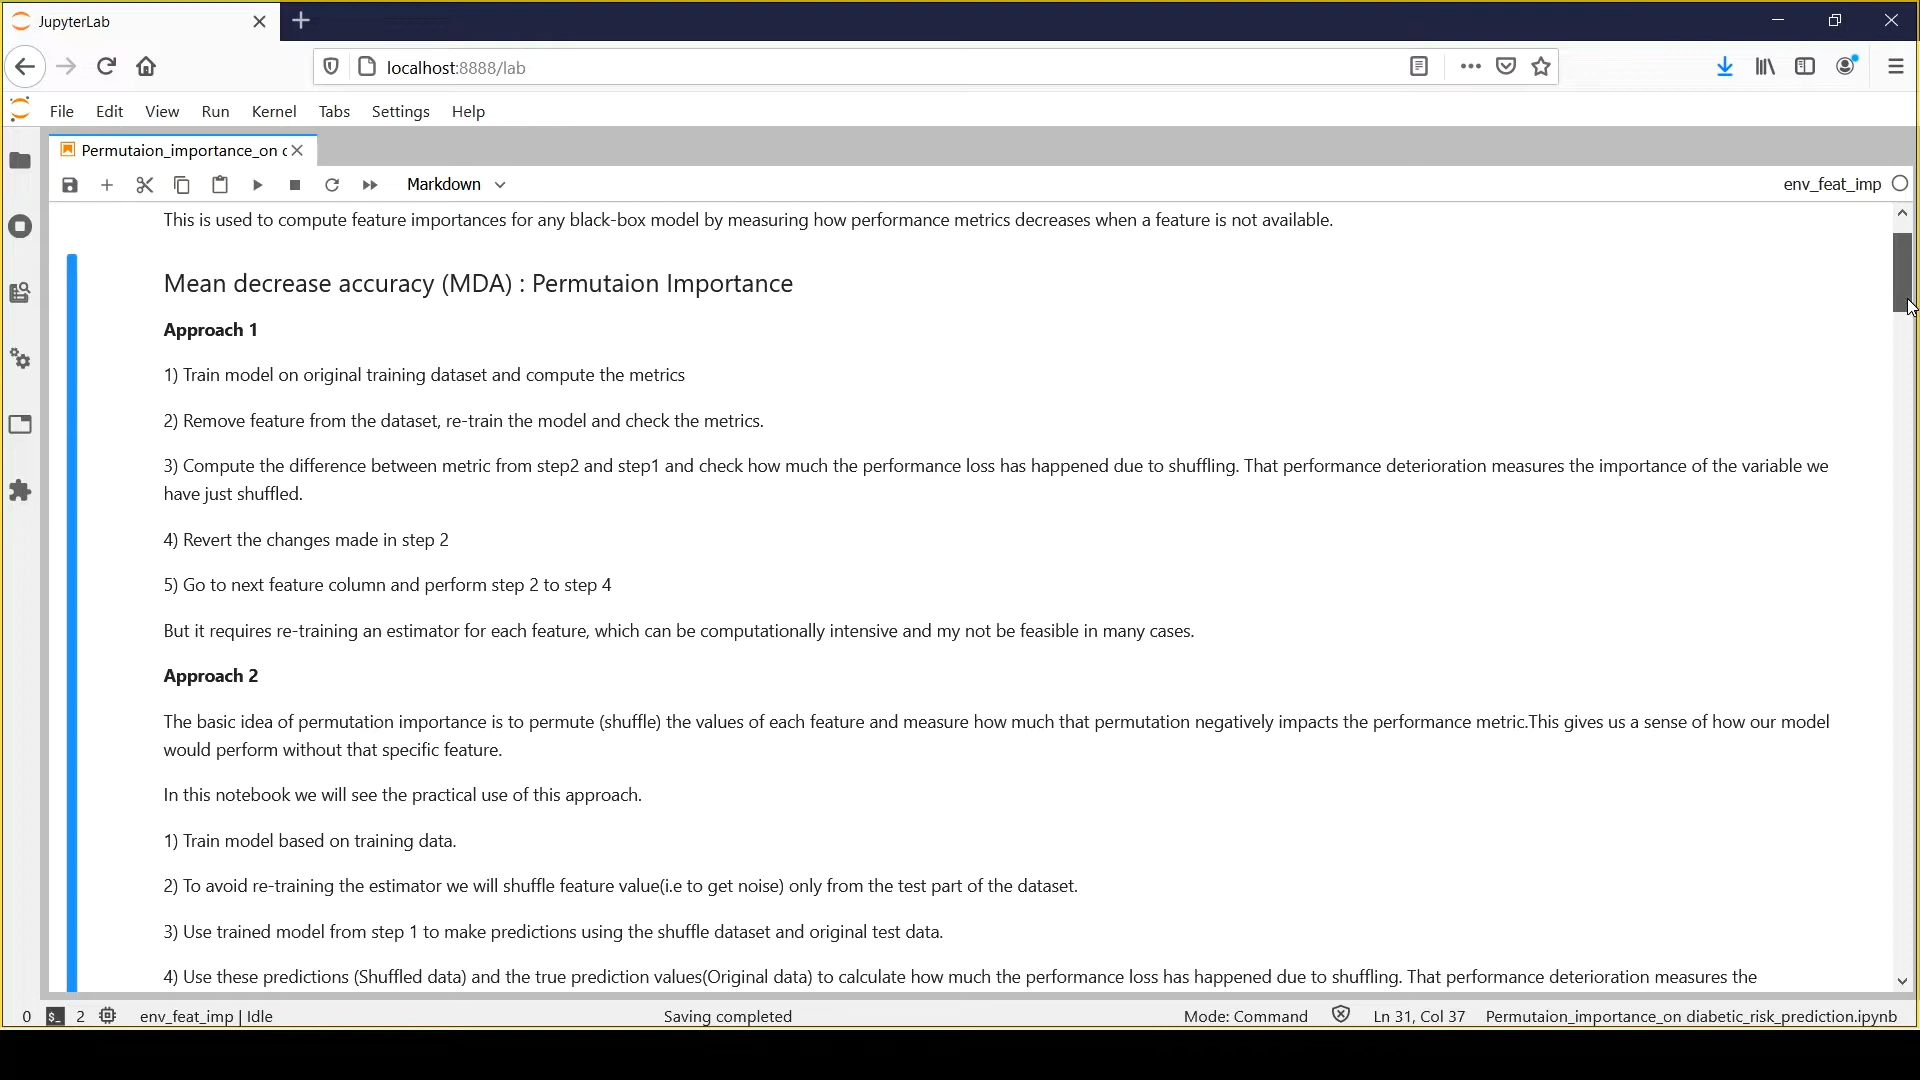 JupyterLab
localhost:8888/lab
File Edit View Run Kernel Tabs Settings Help
Permutaion_importance_on c
Markdown
env_feat_imp
This is used to compute feature importances for any black-box model by measuring how performance metrics decreases when a feature is not available.
Mean decrease accuracy (MDA) : Permutaion Importance
Approach 1
1) Train model on original training dataset and compute the metrics
2) Remove feature from the dataset, re-train the model and check the metrics.
3) Compute the difference between metric from step2 and step1 and check how much the performance loss has happened due to shuffling. That performance deterioration measures the importance of the variable we
have just shuffled.
4) Revert the changes made in step 2
5) Go to next feature column and perform step 2 to step 4
But it requires re-training an estimator for each feature, which can be computationally intensive and my not be feasible in many cases.
Approach 2
The basic idea of permutation importance is to permute (shuffle) the values of each feature and measure how much that permutation negatively impacts the performance metric.This gives us a sense of how our model
would perform without that specific feature.
In this notebook we will see the practical use of this approach.
1) Train model based on training data.
2) To avoid re-training the estimator we will shuffle feature value(i.e to get noise) only from the test part of the dataset.
3) Use trained model from step 1 to make predictions using the shuffle dataset and original test data.
4) Use these predictions (Shuffled data) and the true prediction values(Original data) to calculate how much the performance loss has happened due to shuffling. That performance deterioration measures the
0 $_ 2 env_feat_imp | Idle Saving completed Mode: Command Ln 31, Col 37 Permutaion_importance_on diabetic_risk_prediction.ipynb